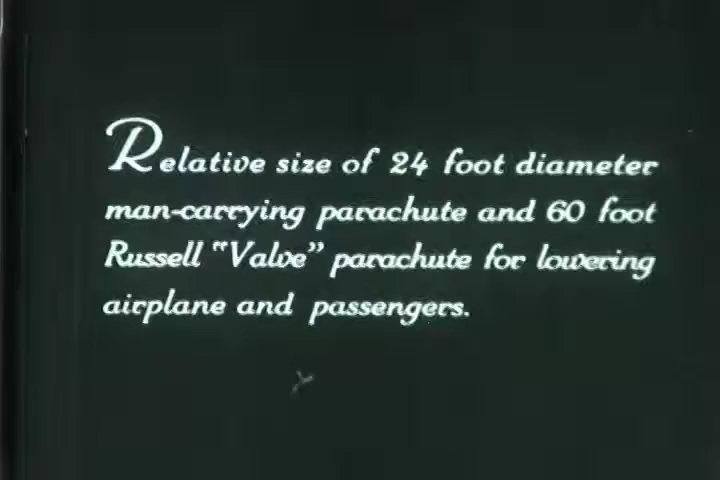 Relative size of 24 foot diameter
man-carrying parachute and 60 foot
Russell "Valve" parachute for lowering
airplane and passengers.